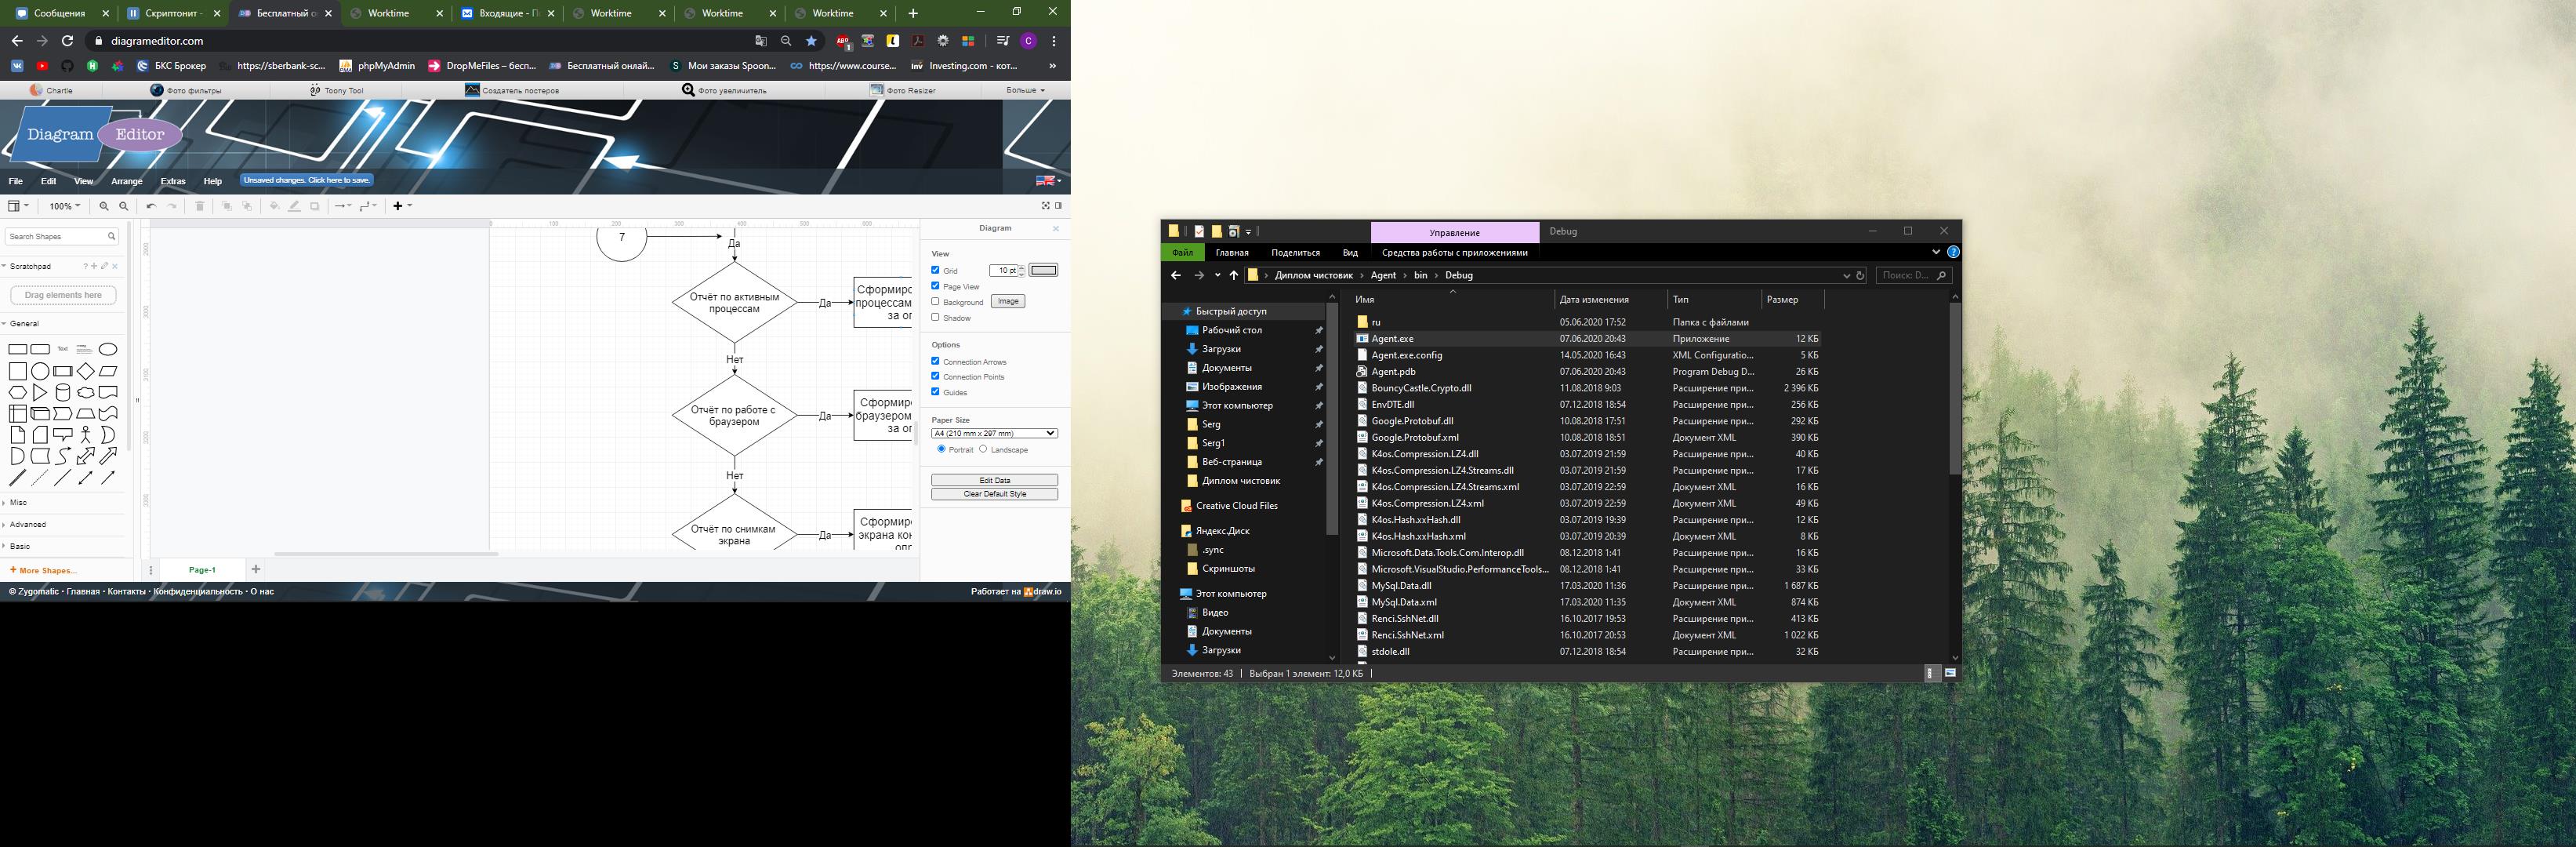 Сообщения
Скриптонит -
Бесплатный о
Worktime
Входящие - П
Worktime
Worktime
Worktime
diagrameditor.com
БКС Брокер
https://sberbank-sc...
phpMyAdmin
DropMeFiles – бесп...
Бесплатный онлай...
Мои заказы Spoon...
https://www.course...
Investing.com - кот...
»
Chartle
Фото фильтры
Toony Tool
Создатель постеров
Фото увеличитель
Фото Resizer
Больше
Diagram Editor
File Edit View Arrange Extras Help
Unsaved changes. Click here to save.
100%
Search Shapes
Scratchpad
Drag elements here
General
Text
Misc
Advanced
Basic
+ More Shapes...
0 100 200 300 400 500 600
7
Да
Отчёт по активным
процессам
Да
Сформиро
процессам
за оп
Нет
Отчёт по работе с
браузером
Да
Сформиро
браузером
за оп
Нет
Отчёт по снимкам
экрана
Да
Сформиро
экрана кон
Page-1
Diagram
View
Grid
10 pt
Page View
Background
Image
Shadow
Options
Connection Arrows
Connection Points
Guides
Paper Size
A4 (210 mm x 297 mm)
Portrait
Landscape
Edit Data
Clear Default Style
© Zygomatic · Главная · Контакты · Конфиденциальность · О нас
Работает на draw.io
Управление
Debug
Файл
Главная
Поделиться
Вид
Средства работы с приложениями
Диплом чистовик › Agent › bin › Debug
Поиск: D...
Быстрый доступ
Рабочий стол
Загрузки
Документы
Изображения
Этот компьютер
Serg
Serg1
Веб-страница
Диплом чистовик
Creative Cloud Files
Яндекс.Диск
.sync
Скриншоты
Этот компьютер
Видео
Документы
Загрузки
Имя Дата изменения Тип Размер
ru 05.06.2020 17:52 Папка с файлами
Agent.exe 07.06.2020 20:43 Приложение 12 КБ
Agent.exe.config 14.05.2020 16:43 XML Configuratio... 5 КБ
Agent.pdb 07.06.2020 20:43 Program Debug D... 26 КБ
BouncyCastle.Crypto.dll 11.08.2018 9:03 Расширение при... 2 396 КБ
EnvDTE.dll 07.12.2018 18:54 Расширение при... 256 КБ
Google.Protobuf.dll 10.08.2018 17:51 Расширение при... 292 КБ
Google.Protobuf.xml 10.08.2018 18:51 Документ XML 390 КБ
K4os.Compression.LZ4.dll 03.07.2019 21:59 Расширение при... 40 КБ
K4os.Compression.LZ4.Streams.dll 03.07.2019 21:59 Расширение при... 17 КБ
K4os.Compression.LZ4.Streams.xml 03.07.2019 22:59 Документ XML 16 КБ
K4os.Compression.LZ4.xml 03.07.2019 22:59 Документ XML 49 КБ
K4os.Hash.xxHash.dll 03.07.2019 19:39 Расширение при... 12 КБ
K4os.Hash.xxHash.xml 03.07.2019 20:39 Документ XML 8 КБ
Microsoft.Data.Tools.Com.Interop.dll 08.12.2018 1:41 Расширение при... 16 КБ
Microsoft.VisualStudio.PerformanceTools... 08.12.2018 1:41 Расширение при... 33 КБ
MySql.Data.dll 17.03.2020 11:36 Расширение при... 1 687 КБ
MySql.Data.xml 17.03.2020 11:35 Документ XML 874 КБ
Renci.SshNet.dll 16.10.2017 19:53 Расширение при... 413 КБ
Renci.SshNet.xml 16.10.2017 20:53 Документ XML 1 022 КБ
stdole.dll 07.12.2018 18:54 Расширение при... 32 КБ
Элементов: 43
Выбран 1 элемент: 12,0 КБ